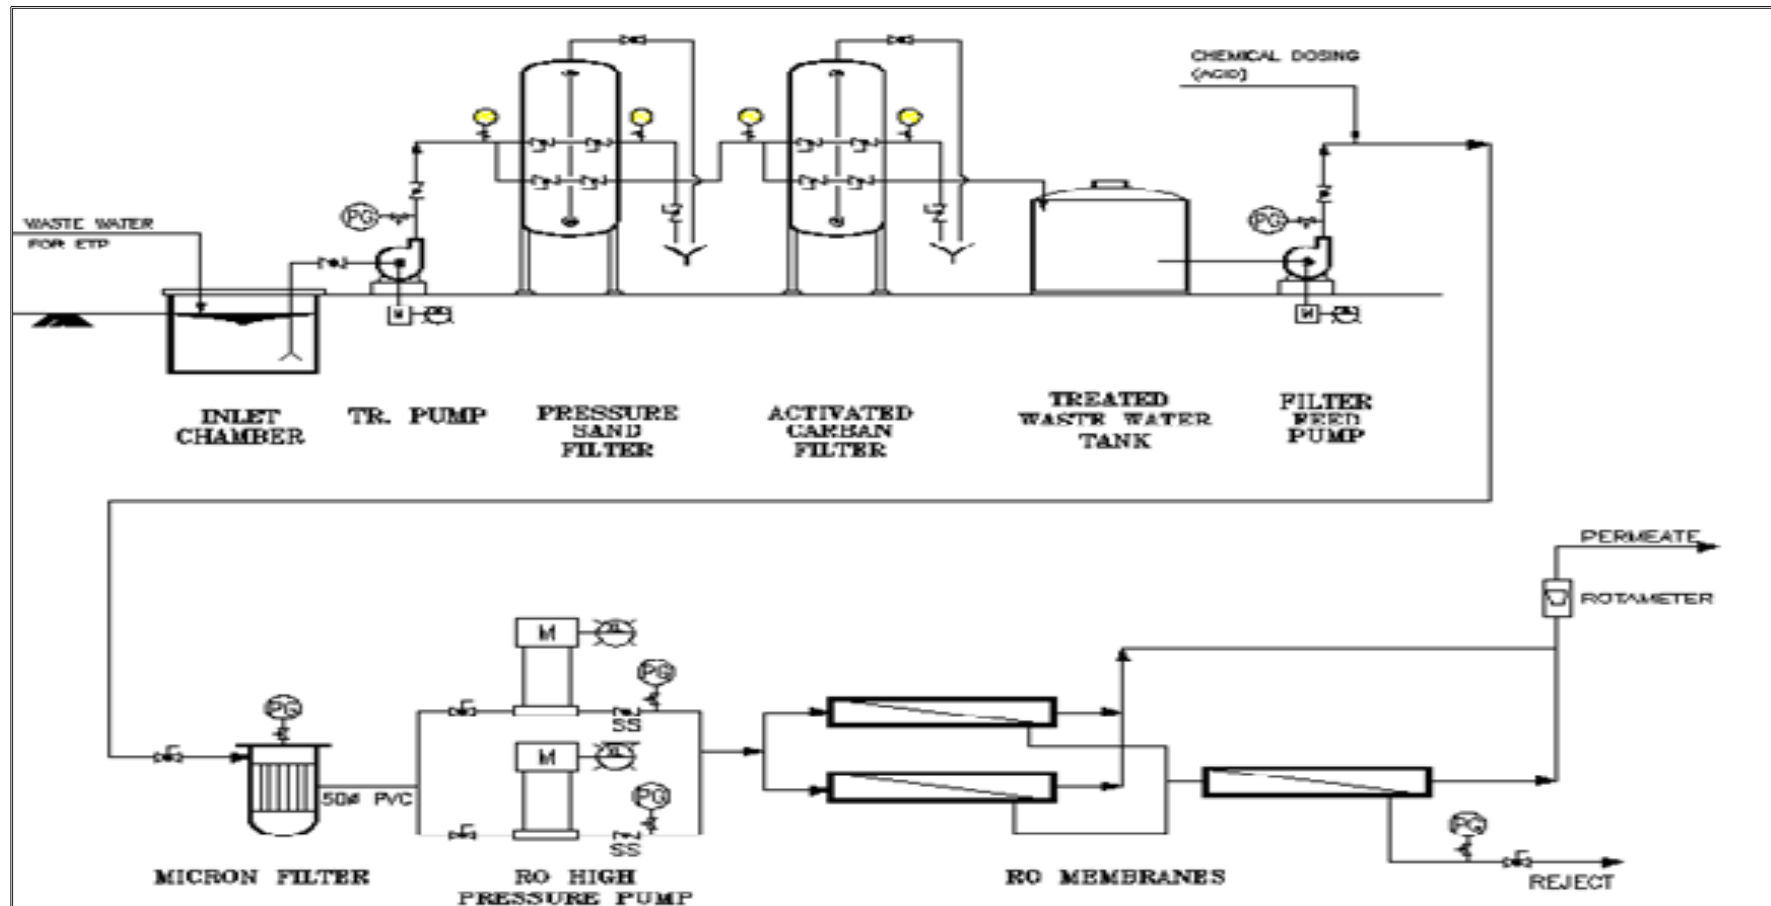 CHEMICAL DOSING
(ACID)
WASTE WATER
FOR ETP
PG
PG
M
M
INLET
CHAMBER
TR. PUMP
PRESSURE
SAND
FILTER
ACTIVATED
CARBAN
FILTER
TREATED
WASTE WATER
TANK
FILTER
FEED
PUMP
PERMEATE
ROTAMETER
M
PG
PG
SS
M
PG
50Ø PVC
SS
PG
MICRON FILTER
RO HIGH
PRESSURE PUMP
RO MEMBRANES
REJECT